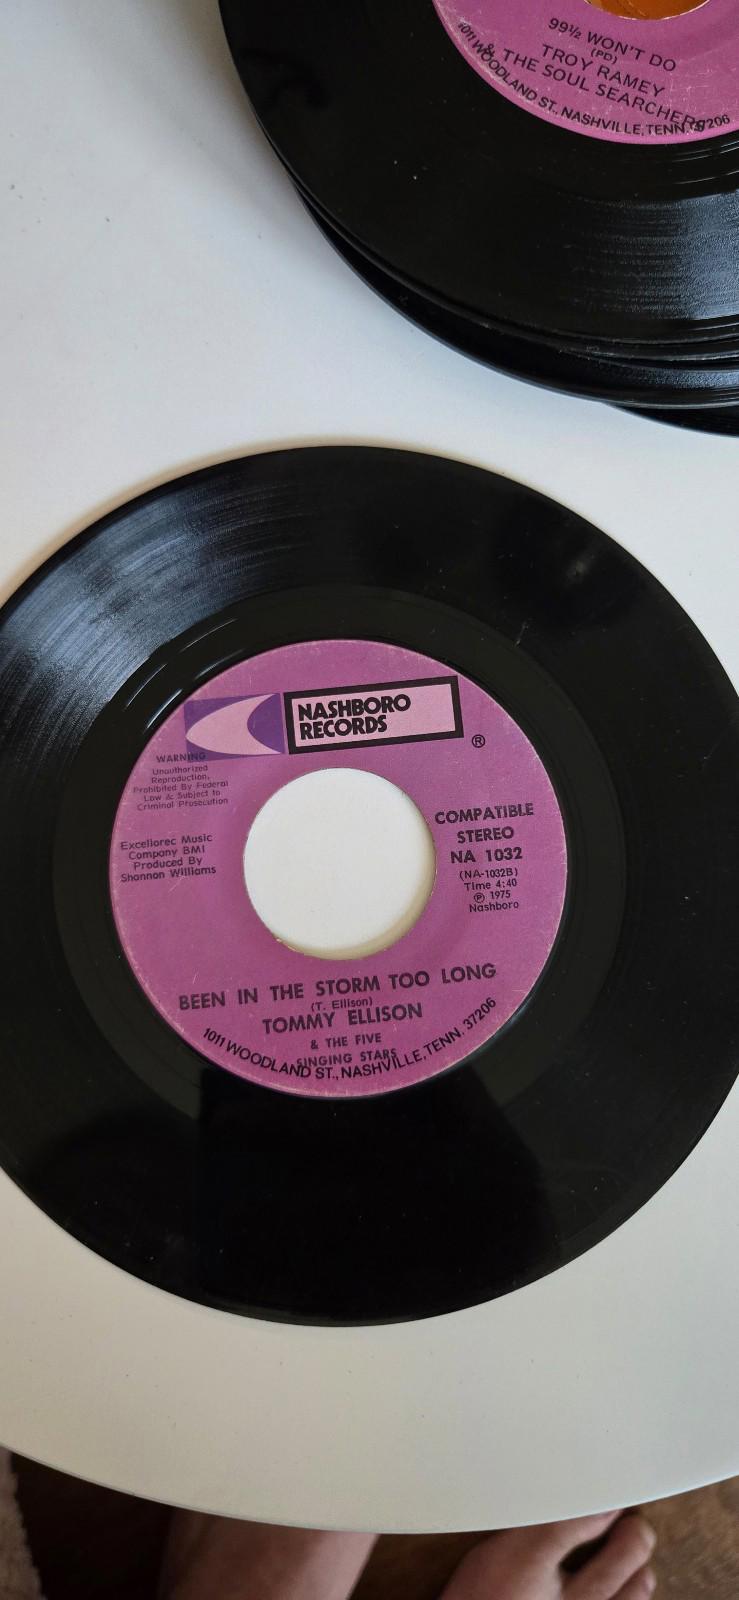 99½ WON'T DO
(PD)
TROY RAMEY
& THE SOUL SEARCHERS
1011 WOODLAND ST., NASHVILLE, TENN. 37206
NASHBORO
RECORDS
®
WARNING
Unauthorized
Reproduction,
Prohibited By Federal
Law & Subject to
Criminal Prosecution
Excellorec Music
Company BMI
Produced By
Shannon Williams
COMPATIBLE
STEREO
NA 1032
(NA-1032B)
Time 4:40
℗ 1975
Nashboro
BEEN IN THE STORM TOO LONG
(T. Ellison)
TOMMY ELLISON
& THE FIVE
SINGING STARS
1011 WOODLAND ST., NASHVILLE, TENN. 37206